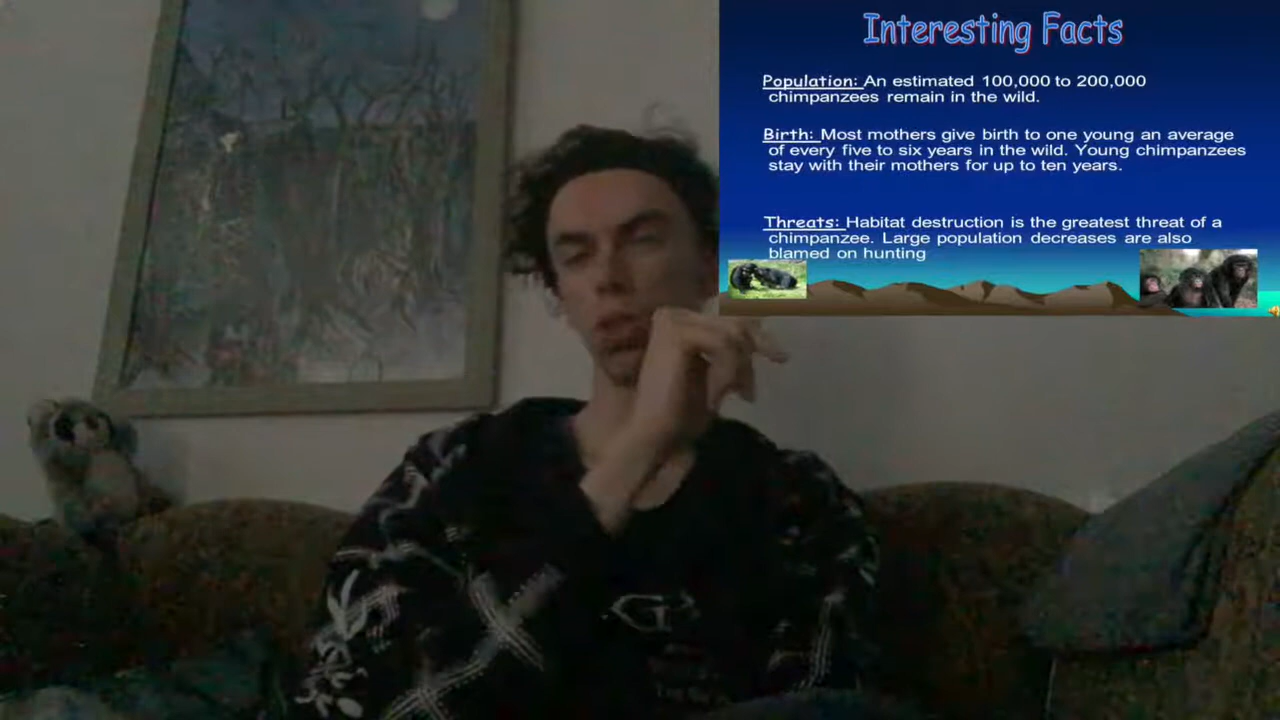 Interesting Facts
Population: An estimated 100,000 to 200,000
chimpanzees remain in the wild.
Birth: Most mothers give birth to one young an average
of every five to six years in the wild. Young chimpanzees
stay with their mothers for up to ten years.
Threats: Habitat destruction is the greatest threat of a
chimpanzee. Large population decreases are also
blamed on hunting